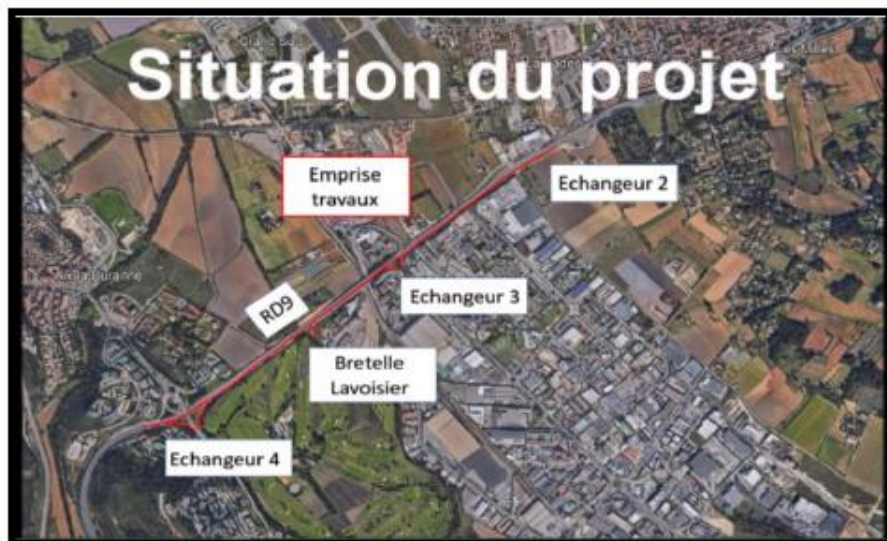 Situation du projet
Emprise
travaux
Echangeur 2
Echangeur 3
RD9
Bretelle
Lavoisier
Echangeur 4